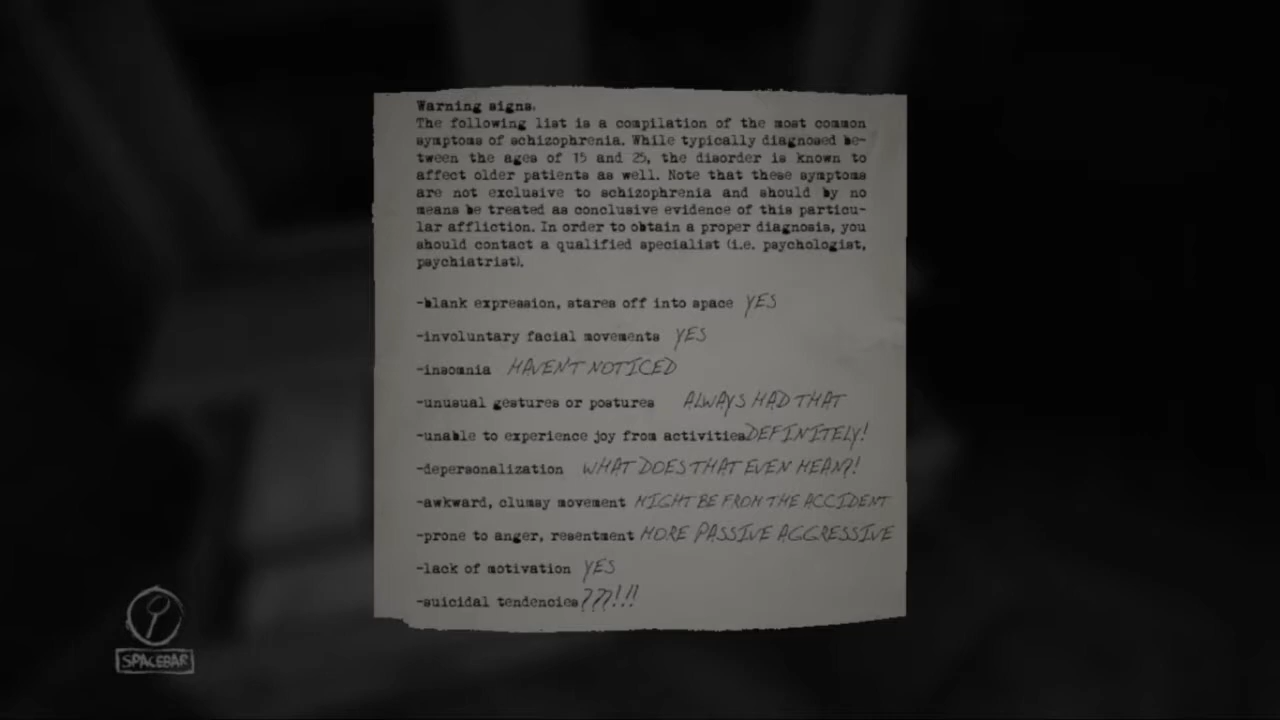 Warning signs.
The following list is a compilation of the most common
symptoms of schizophrenia. While typically diagnosed be-
tween the ages of 15 and 25, the disorder is known to
affect older patients as well. Note that these symptoms
are not exclusive to schizophrenia and should by no
means be treated as conclusive evidence of this particu-
lar affliction. In order to obtain a proper diagnosis, you
should contact a qualified specialist (i.e. psychologist,
psychiatrist).
-blank expression, stares off into space YES
-involuntary facial movements YES
-insomnia HAVEN'T NOTICED
-unusual gestures or postures ALWAYS HAD THAT
-unable to experience joy from activities DEFINITELY!
-depersonalization WHAT DOES THAT EVEN MEAN?!
-awkward, clumsy movement MIGHT BE FROM THE ACCIDENT
-prone to anger, resentment MORE PASSIVE AGGRESSIVE
-lack of motivation YES
-suicidal tendencies ???!!!
SPACEBAR